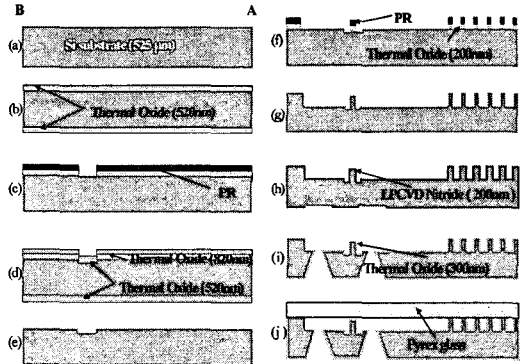 B
A
(a)
Si substrate (525 μm)
(b)
Thermal Oxide (520nm)
(c)
PR
(d)
Thermal Oxide (820nm)
Thermal Oxide (520nm)
(e)
PR
(f)
Thermal Oxide (200nm)
(g)
(h)
LPCVD Nitride (200nm)
(i)
Thermal Oxide (300nm)
(j)
Pyrex glass